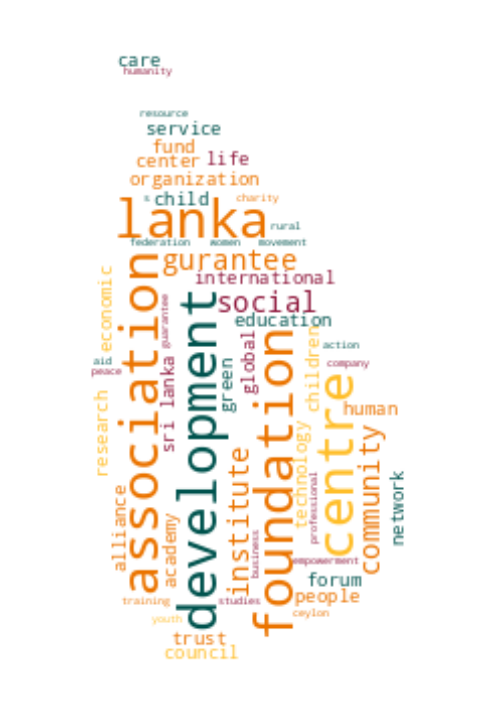 care
humanity
resource
service
fund
center life
organization
s child charity
lanka
rural
federation women movement
gurantee
international
economic
association
guarantee
development
social
education
foundation
global
children
action
aid
peace
sri lanka
green
company
centre
human
research
technology
community
institute
professional
network
alliance
academy
business
empowerment
forum
training
studies
people
youth
ceylon
trust
council